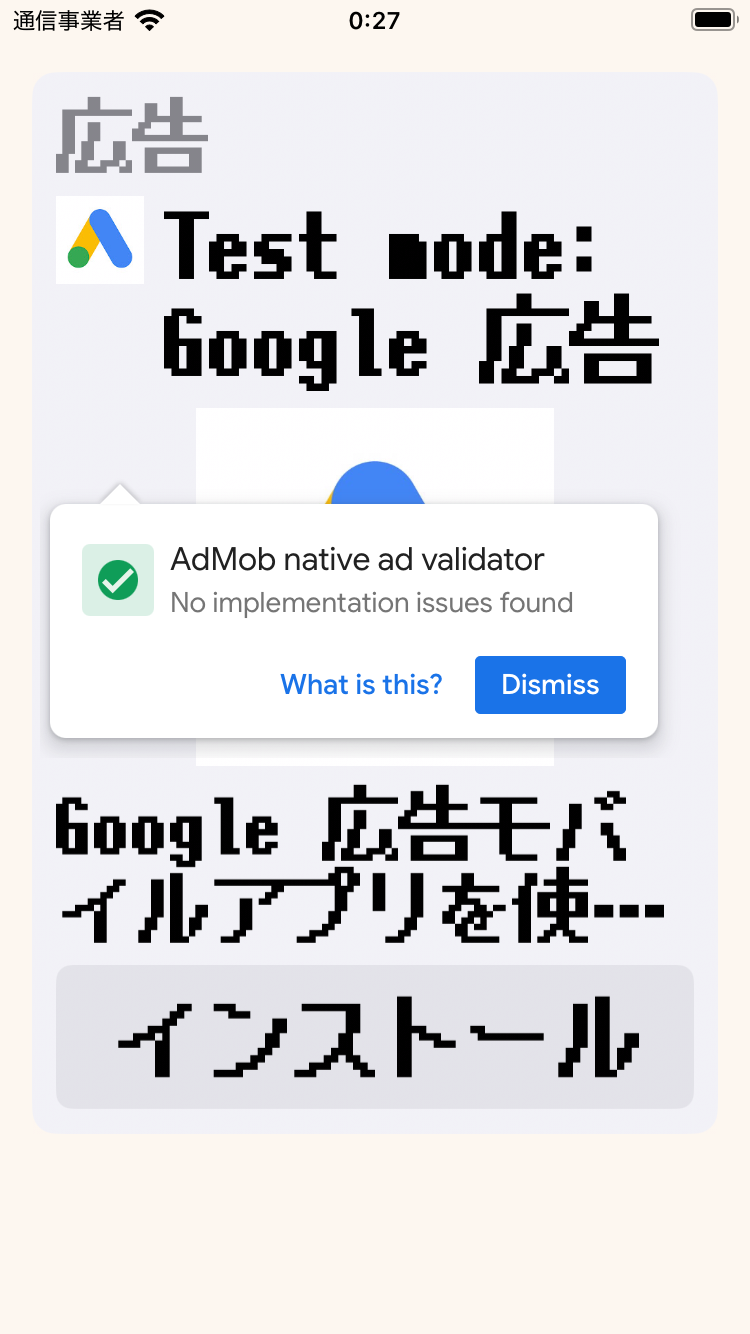 通信事業者 0:27
広告
Test mode:
Google 広告
AdMob native ad validator
No implementation issues found
What is this? Dismiss
Google 広告モバ
イルアプリを使…
インストール